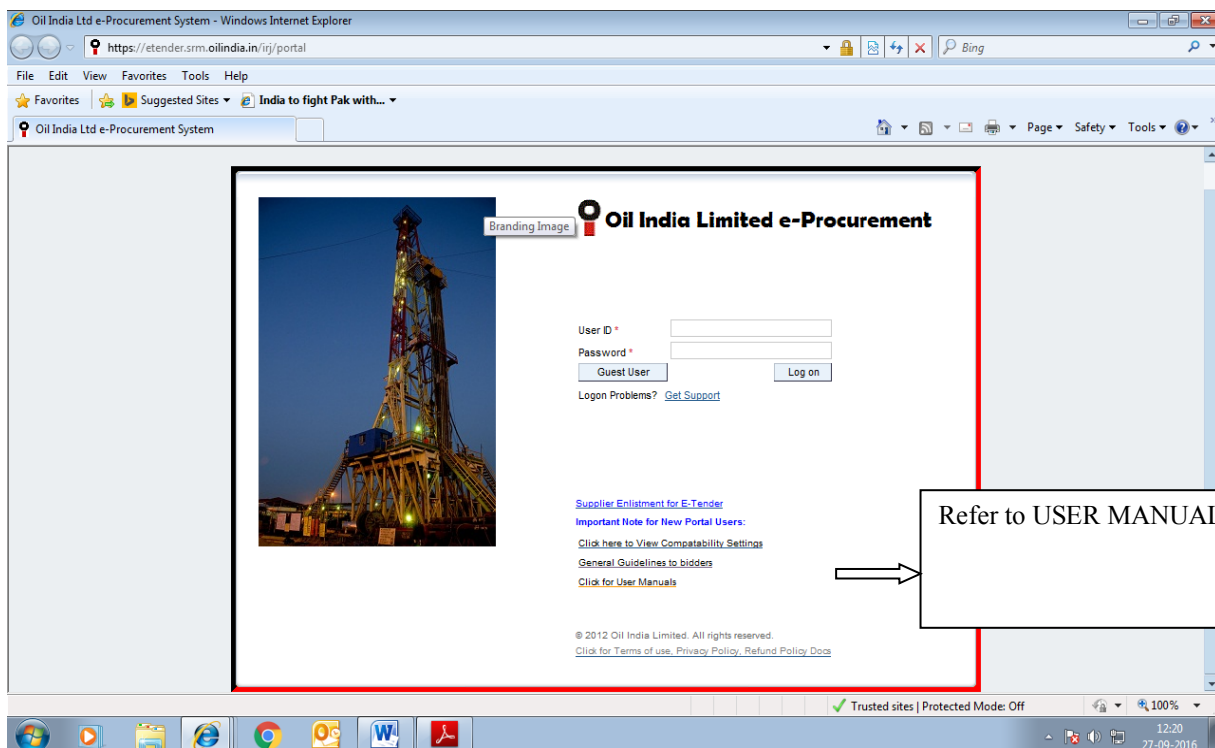 Oil India Ltd e-Procurement System - Windows Internet Explorer
https://etender.srm.oilindia.in/irj/portal
Bing
File Edit View Favorites Tools Help
Favorites Suggested Sites India to fight Pak with...
Oil India Ltd e-Procurement System
Page Safety Tools
Branding Image
Oil India Limited e-Procurement
User ID *
Password *
Guest User Log on
Logon Problems? Get Support
Supplier Enlistment for E-Tender
Important Note for New Portal Users:
Click here to View Compatability Settings
General Guidelines to bidders
Click for User Manuals
Refer to USER MANUAL
© 2012 Oil India Limited. All rights reserved.
Click for Terms of use, Privacy Policy, Refund Policy Docs
Trusted sites | Protected Mode: Off 100%
12:20
27-09-2016